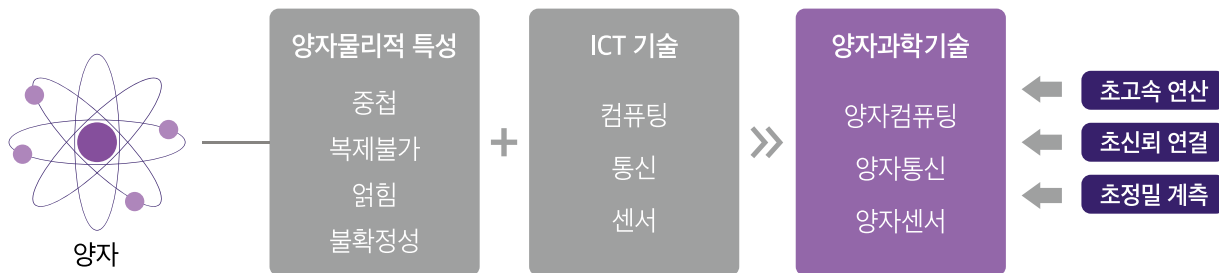 양자
양자물리적 특성
중첩
복제불가
얽힘
불확정성
+
ICT 기술
컴퓨팅
통신
센서
양자과학기술
양자컴퓨팅
양자통신
양자센서
초고속 연산
초신뢰 연결
초정밀 계측